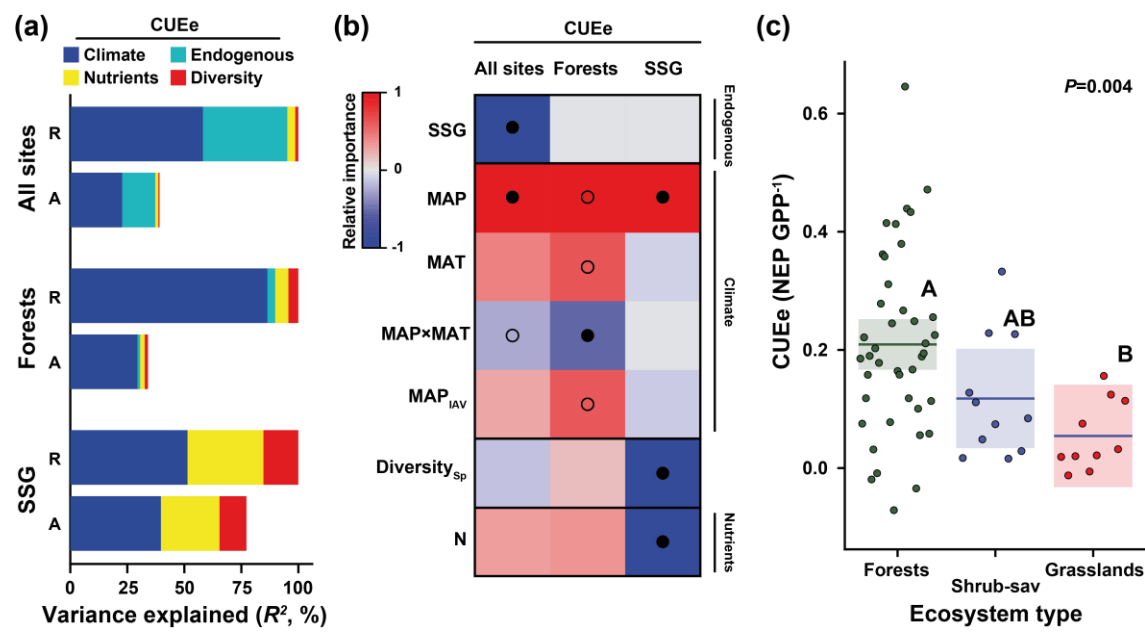 (a)
CUEe
Climate
Endogenous
Nutrients
Diversity
All sites
R
A
Forests
R
A
SSG
R
A
0 25 50 75 100
Variance explained (R², %)
(b)
CUEe
All sites Forests SSG
Relative importance
1
0
-1
SSG
MAP
MAT
MAP×MAT
MAP_IAV
Diversity_Sp
N
Endogenous
Climate
Nutrients
(c)
P=0.004
CUEe (NEP GPP⁻¹)
0.6
0.4
0.2
0.0
A
AB
B
Forests
Shrub-sav
Grasslands
Ecosystem type